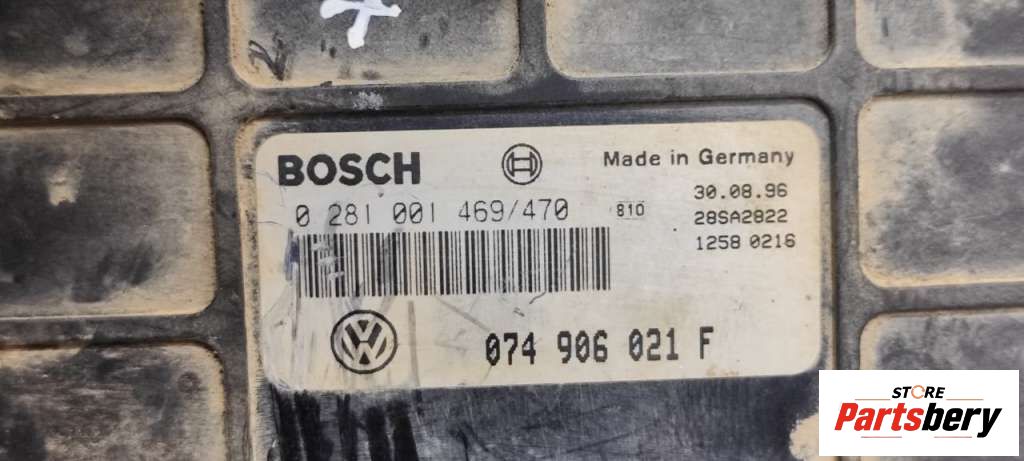 BOSCH
Made in Germany
30.08.96
0 281 001 469/470
810
28SA2822
1258 0216
074 906 021 F
STORE
Partsbery